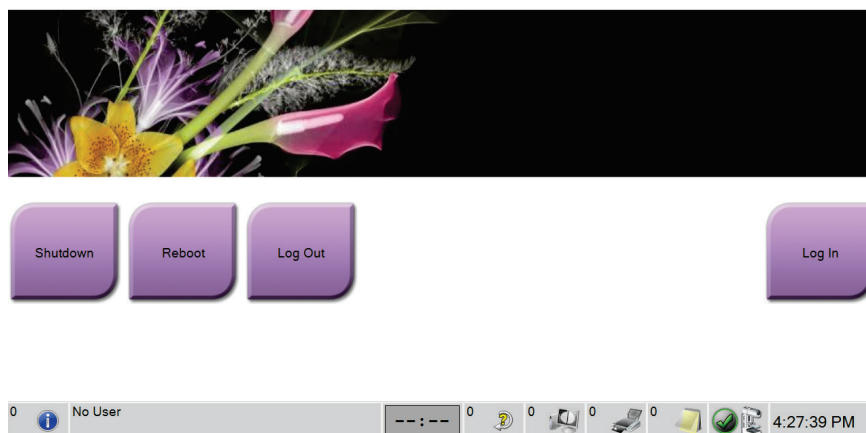 Shutdown
Reboot
Log Out
Log In
0
No User
--:--
0
0
0
0
4:27:39 PM